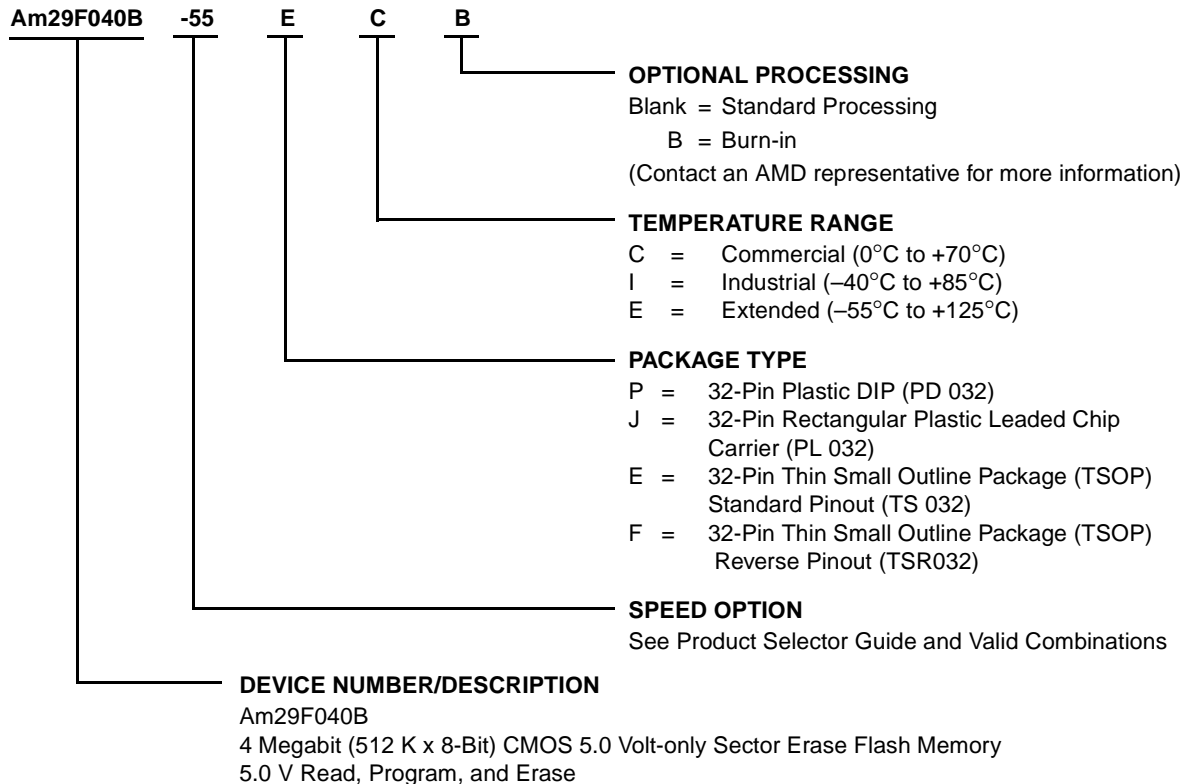 Am29F040B -55 E C B
OPTIONAL PROCESSING
Blank = Standard Processing
B = Burn-in
(Contact an AMD representative for more information)
TEMPERATURE RANGE
C = Commercial (0°C to +70°C)
I = Industrial (–40°C to +85°C)
E = Extended (–55°C to +125°C)
PACKAGE TYPE
P = 32-Pin Plastic DIP (PD 032)
J = 32-Pin Rectangular Plastic Leaded Chip
Carrier (PL 032)
E = 32-Pin Thin Small Outline Package (TSOP)
Standard Pinout (TS 032)
F = 32-Pin Thin Small Outline Package (TSOP)
Reverse Pinout (TSR032)
SPEED OPTION
See Product Selector Guide and Valid Combinations
DEVICE NUMBER/DESCRIPTION
Am29F040B
4 Megabit (512 K x 8-Bit) CMOS 5.0 Volt-only Sector Erase Flash Memory
5.0 V Read, Program, and Erase